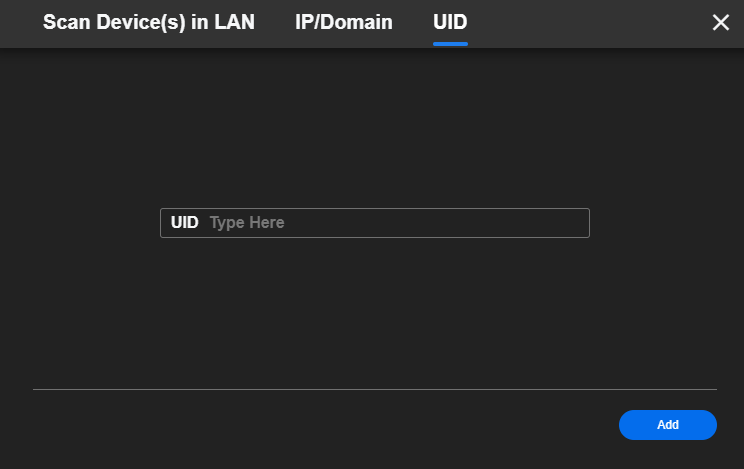 Scan Device(s) in LAN IP/Domain UID
UID Type Here
Add